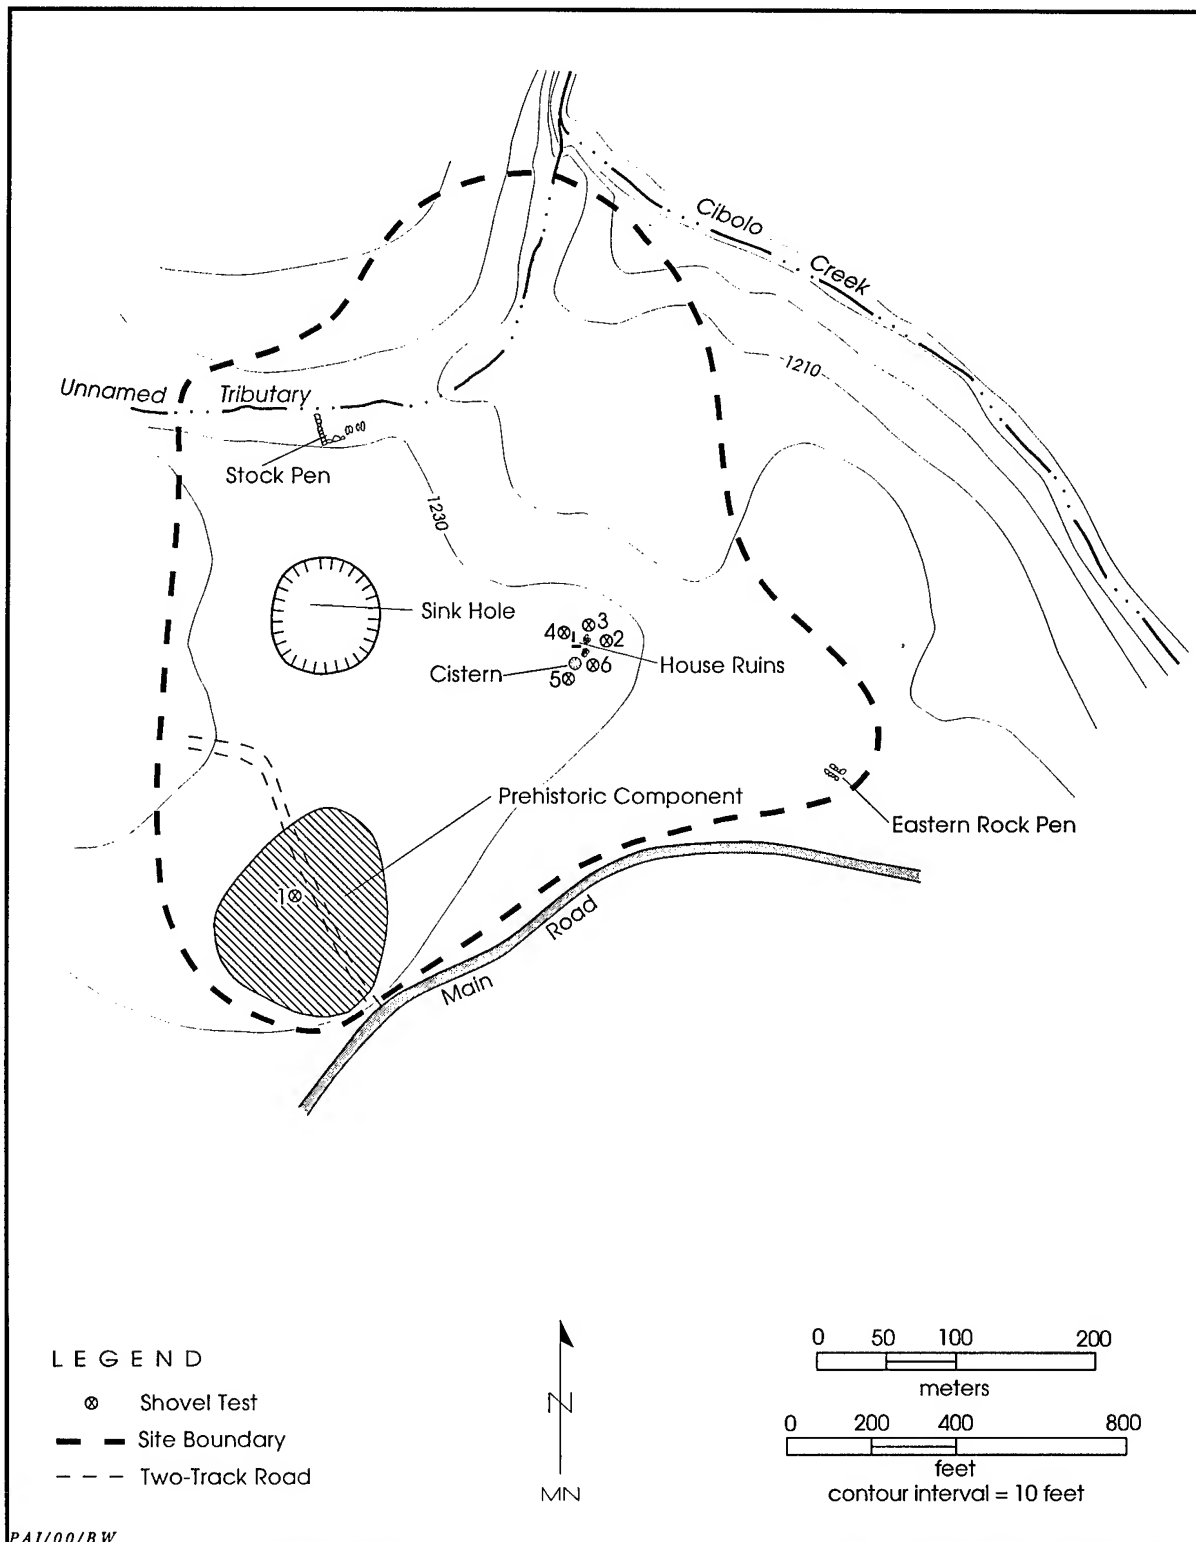 Cibolo
Creek
1210
Unnamed Tributary
Stock Pen
1230
Sink Hole
3
4
2
House Ruins
Cistern
6
5
Prehistoric Component
Eastern Rock Pen
1
Road
Main
LEGEND
Shovel Test
Site Boundary
Two-Track Road
N
MN
0 50 100 200
meters
0 200 400 800
feet
contour interval = 10 feet
PAI/00/BW